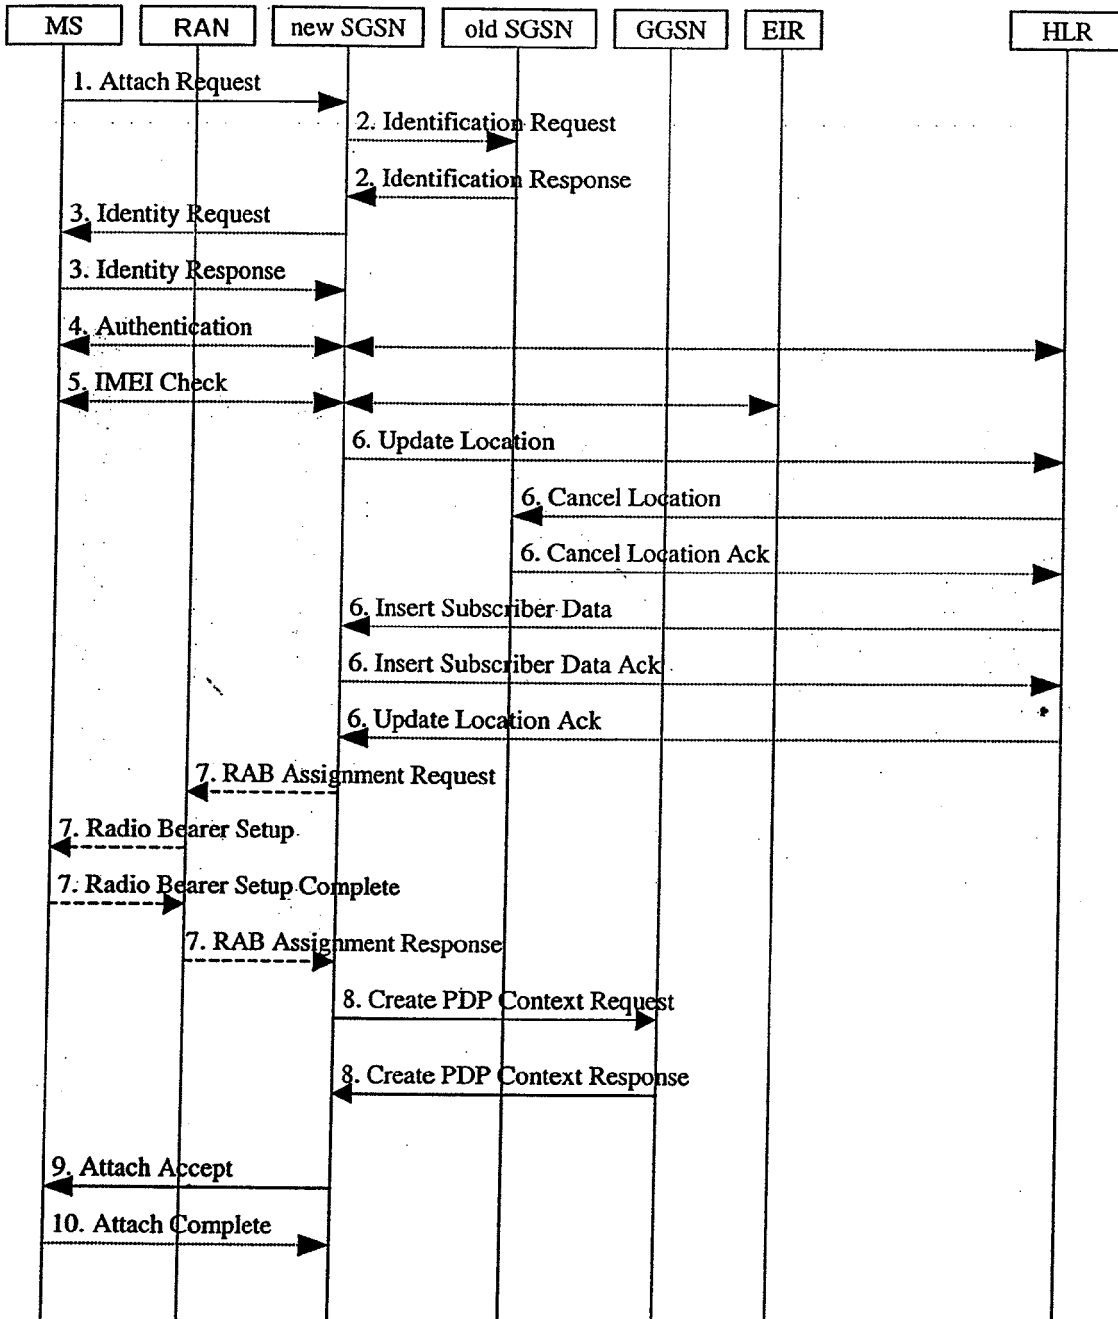 MS RAN new SGSN old SGSN GGSN EIR HLR
1. Attach Request
2. Identification Request
2. Identification Response
3. Identity Request
3. Identity Response
4. Authentication
5. IMEI Check
6. Update Location
6. Cancel Location
6. Cancel Location Ack
6. Insert Subscriber Data
6. Insert Subscriber Data Ack
6. Update Location Ack
7. RAB Assignment Request
7. Radio Bearer Setup
7. Radio Bearer Setup Complete
7. RAB Assignment Response
8. Create PDP Context Request
8. Create PDP Context Response
9. Attach Accept
10. Attach Complete